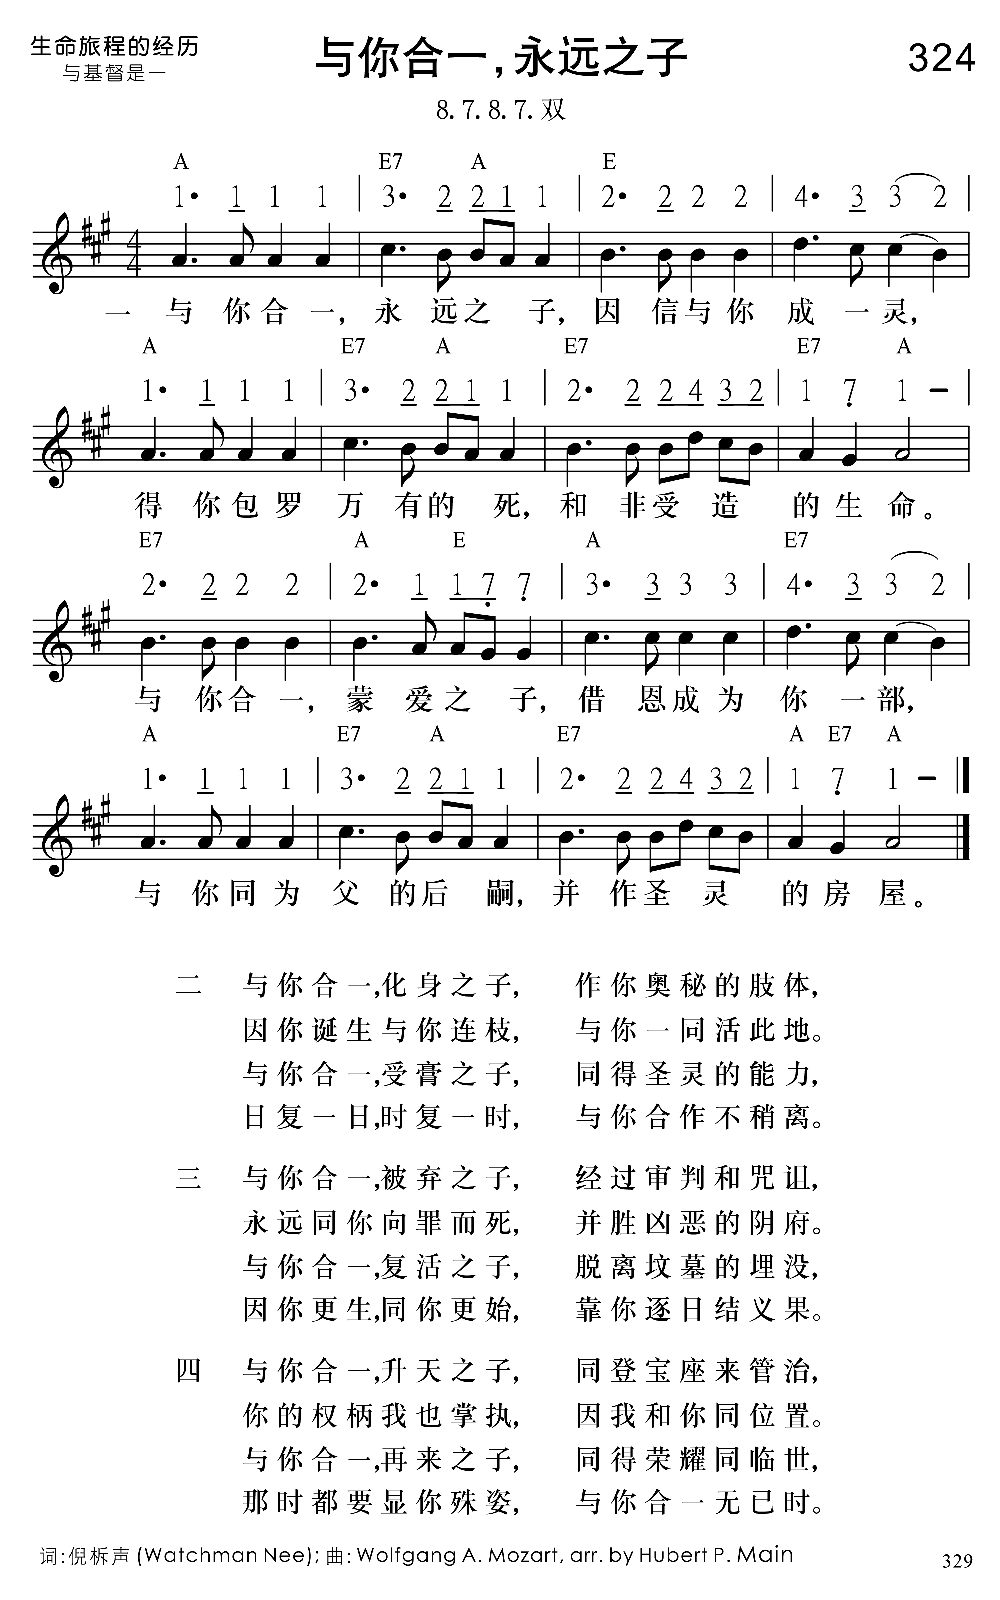 生命旅程的经历
与基督是一
与你合一,永远之子
324
8.7.8.7.双
A E7 A E
1· 1 1 1 | 3· 2 2 1 1 | 2· 2 2 2 | 4· 3 3 2 |
4
4
一 与你合一,永远之子,因信与你成一灵,
A E7 A E7 E7 A
1· 1 1 1 | 3· 2 2 1 1 | 2· 2 2 4 3 2 | 1 7 1 – |
得你包罗万有的死,和非受造的生命。
E7 A E A E7
2· 2 2 2 | 2· 1 1 7 7 | 3· 3 3 3 | 4· 3 3 2 |
与你合一,蒙爱之子,借恩成为你一部,
A E7 A E7 A E7 A
1· 1 1 1 | 3· 2 2 1 1 | 2· 2 2 4 3 2 | 1 7 1 – |
与你同为父的后嗣,并作圣灵的房屋。
二 与你合一,化身之子, 作你奥秘的肢体,
因你诞生与你连枝, 与你一同活此地。
与你合一,受膏之子, 同得圣灵的能力,
日复一日,时复一时, 与你合作不稍离。
三 与你合一,被弃之子, 经过审判和咒诅,
永远同你向罪而死, 并胜凶恶的阴府。
与你合一,复活之子, 脱离坟墓的埋没,
因你更生,同你更始, 靠你逐日结义果。
四 与你合一,升天之子, 同登宝座来管治,
你的权柄我也掌执, 因我和你同位置。
与你合一,再来之子, 同得荣耀同临世,
那时都要显你殊姿, 与你合一无已时。
词:倪柝声 (Watchman Nee); 曲: Wolfgang A. Mozart, arr. by Hubert P. Main
329